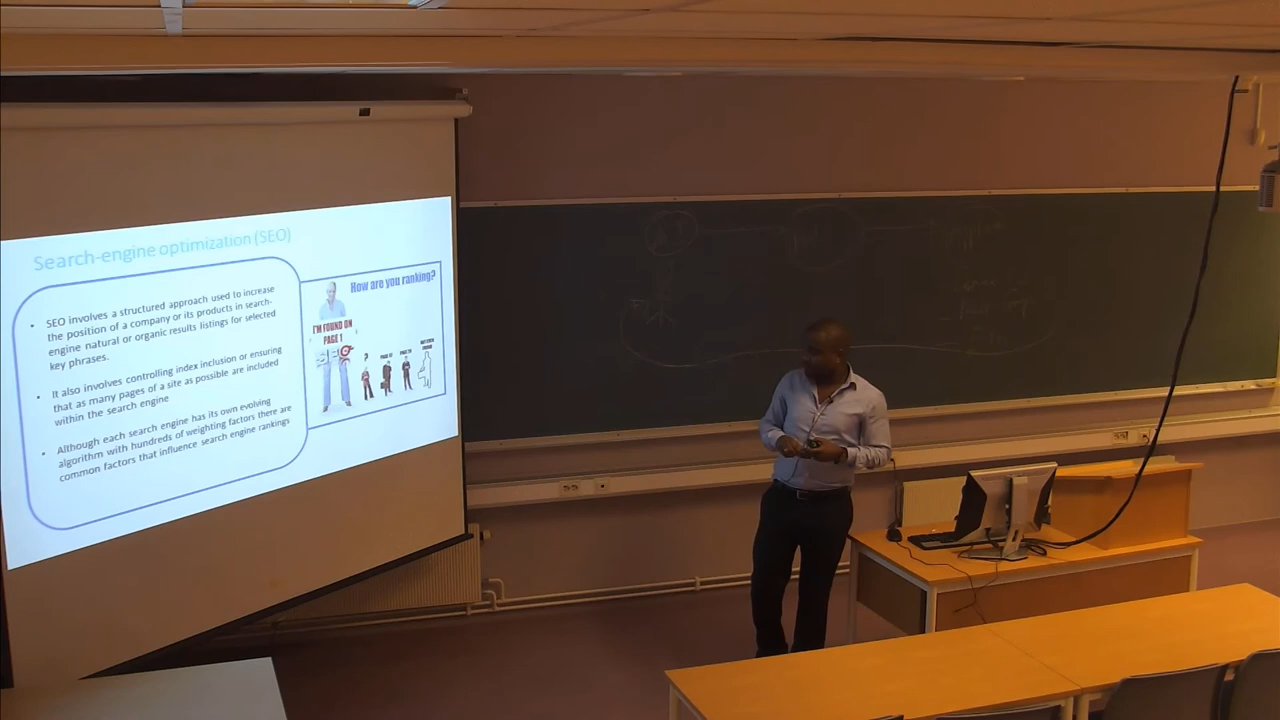 Search-engine optimization (SEO)
• SEO involves a structured approach used to increase
the position of a company or its products in search-
engine natural or organic results listings for selected
key phrases.
• It also involves controlling index inclusion or ensuring
that as many pages of a site as possible are included
within the search engine
• Although each search engine has its own evolving
algorithm with hundreds of weighting factors there are
common factors that influence search engine rankings
How are you ranking?
I'M FOUND ON
PAGE 1
?